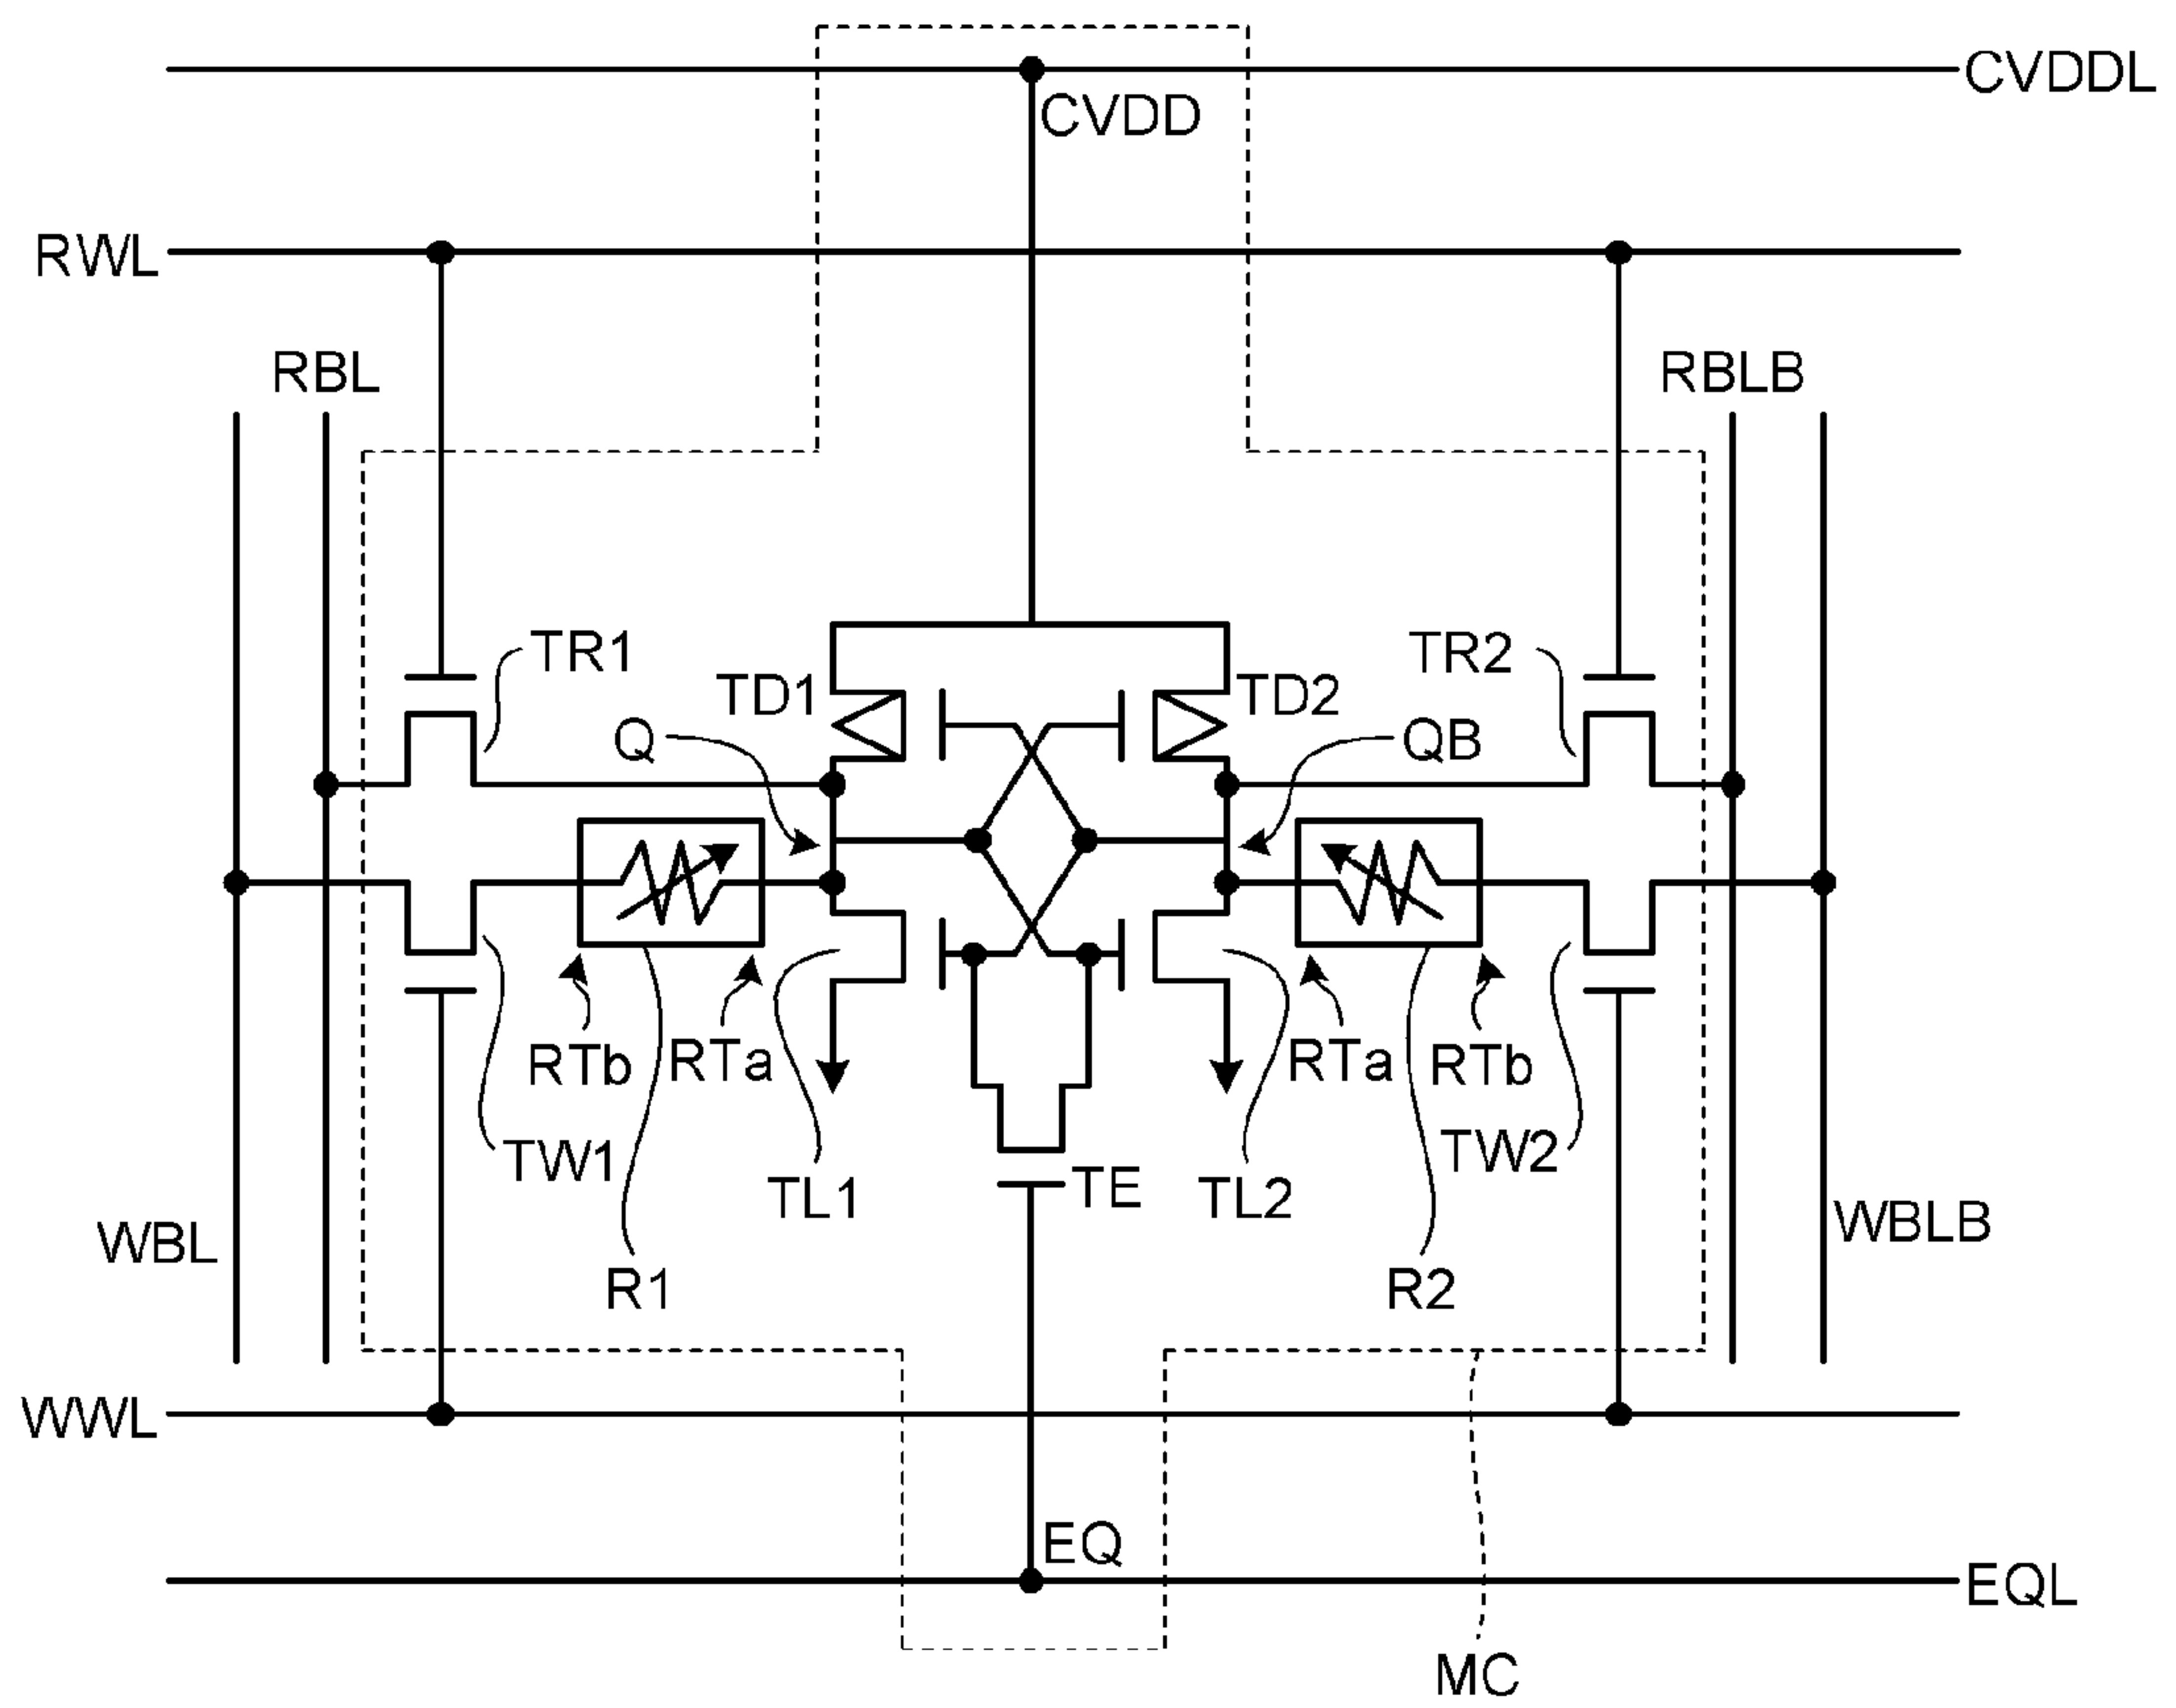 CVDDL
CVDD
RWL
RBL
RBLB
TR1
TR2
TD1
TD2
Q
QB
RTb
RTa
RTa
RTb
TW1
TW2
TL1
TE
TL2
WBL
WBLB
R1
R2
WWL
EQ
EQL
MC